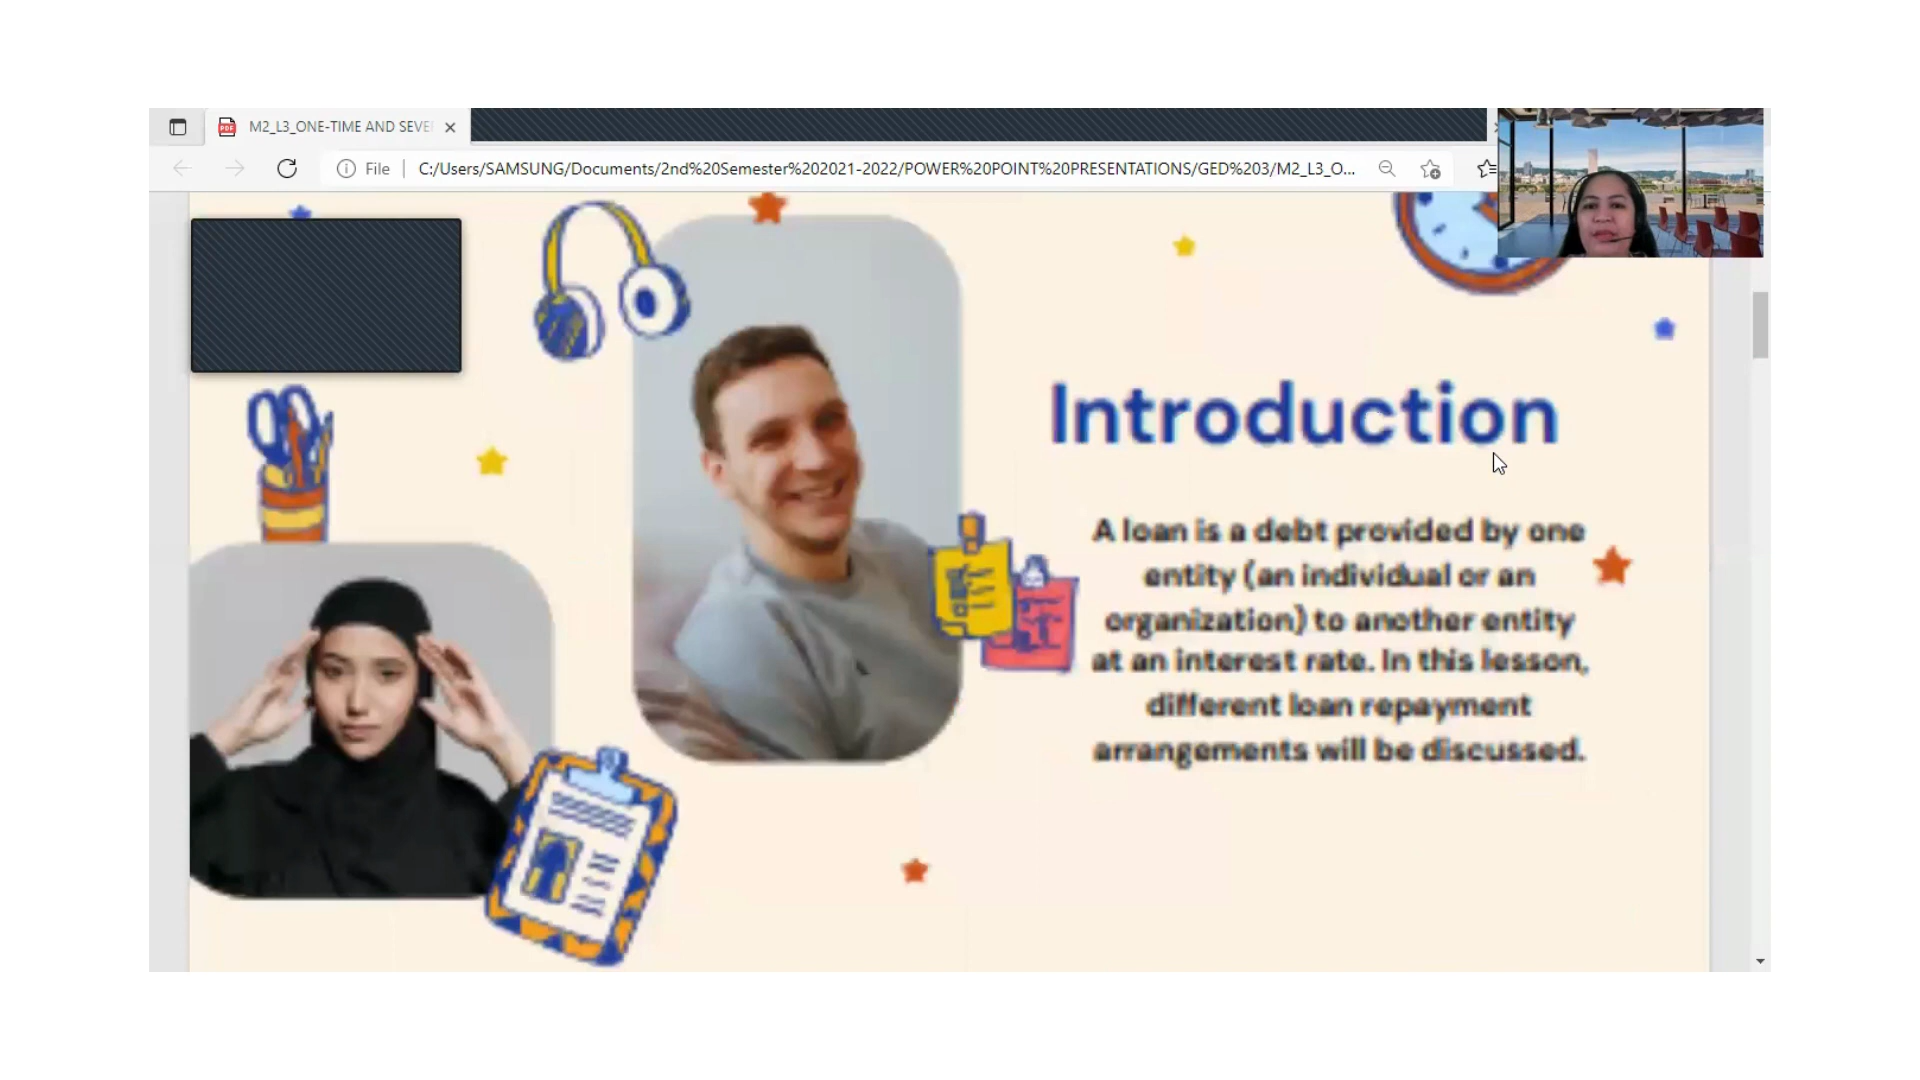 M2_L3_ONE-TIME AND SEVE
File
C:/Users/SAMSUNG/Documents/2nd%20Semester%202021-2022/POWER%20POINT%20PRESENTATIONS/GED%203/M2_L3_O...
Introduction
A loan is a debt provided by one
entity (an individual or an
organization) to another entity
at an interest rate. In this lesson,
different loan repayment
arrangements will be discussed.